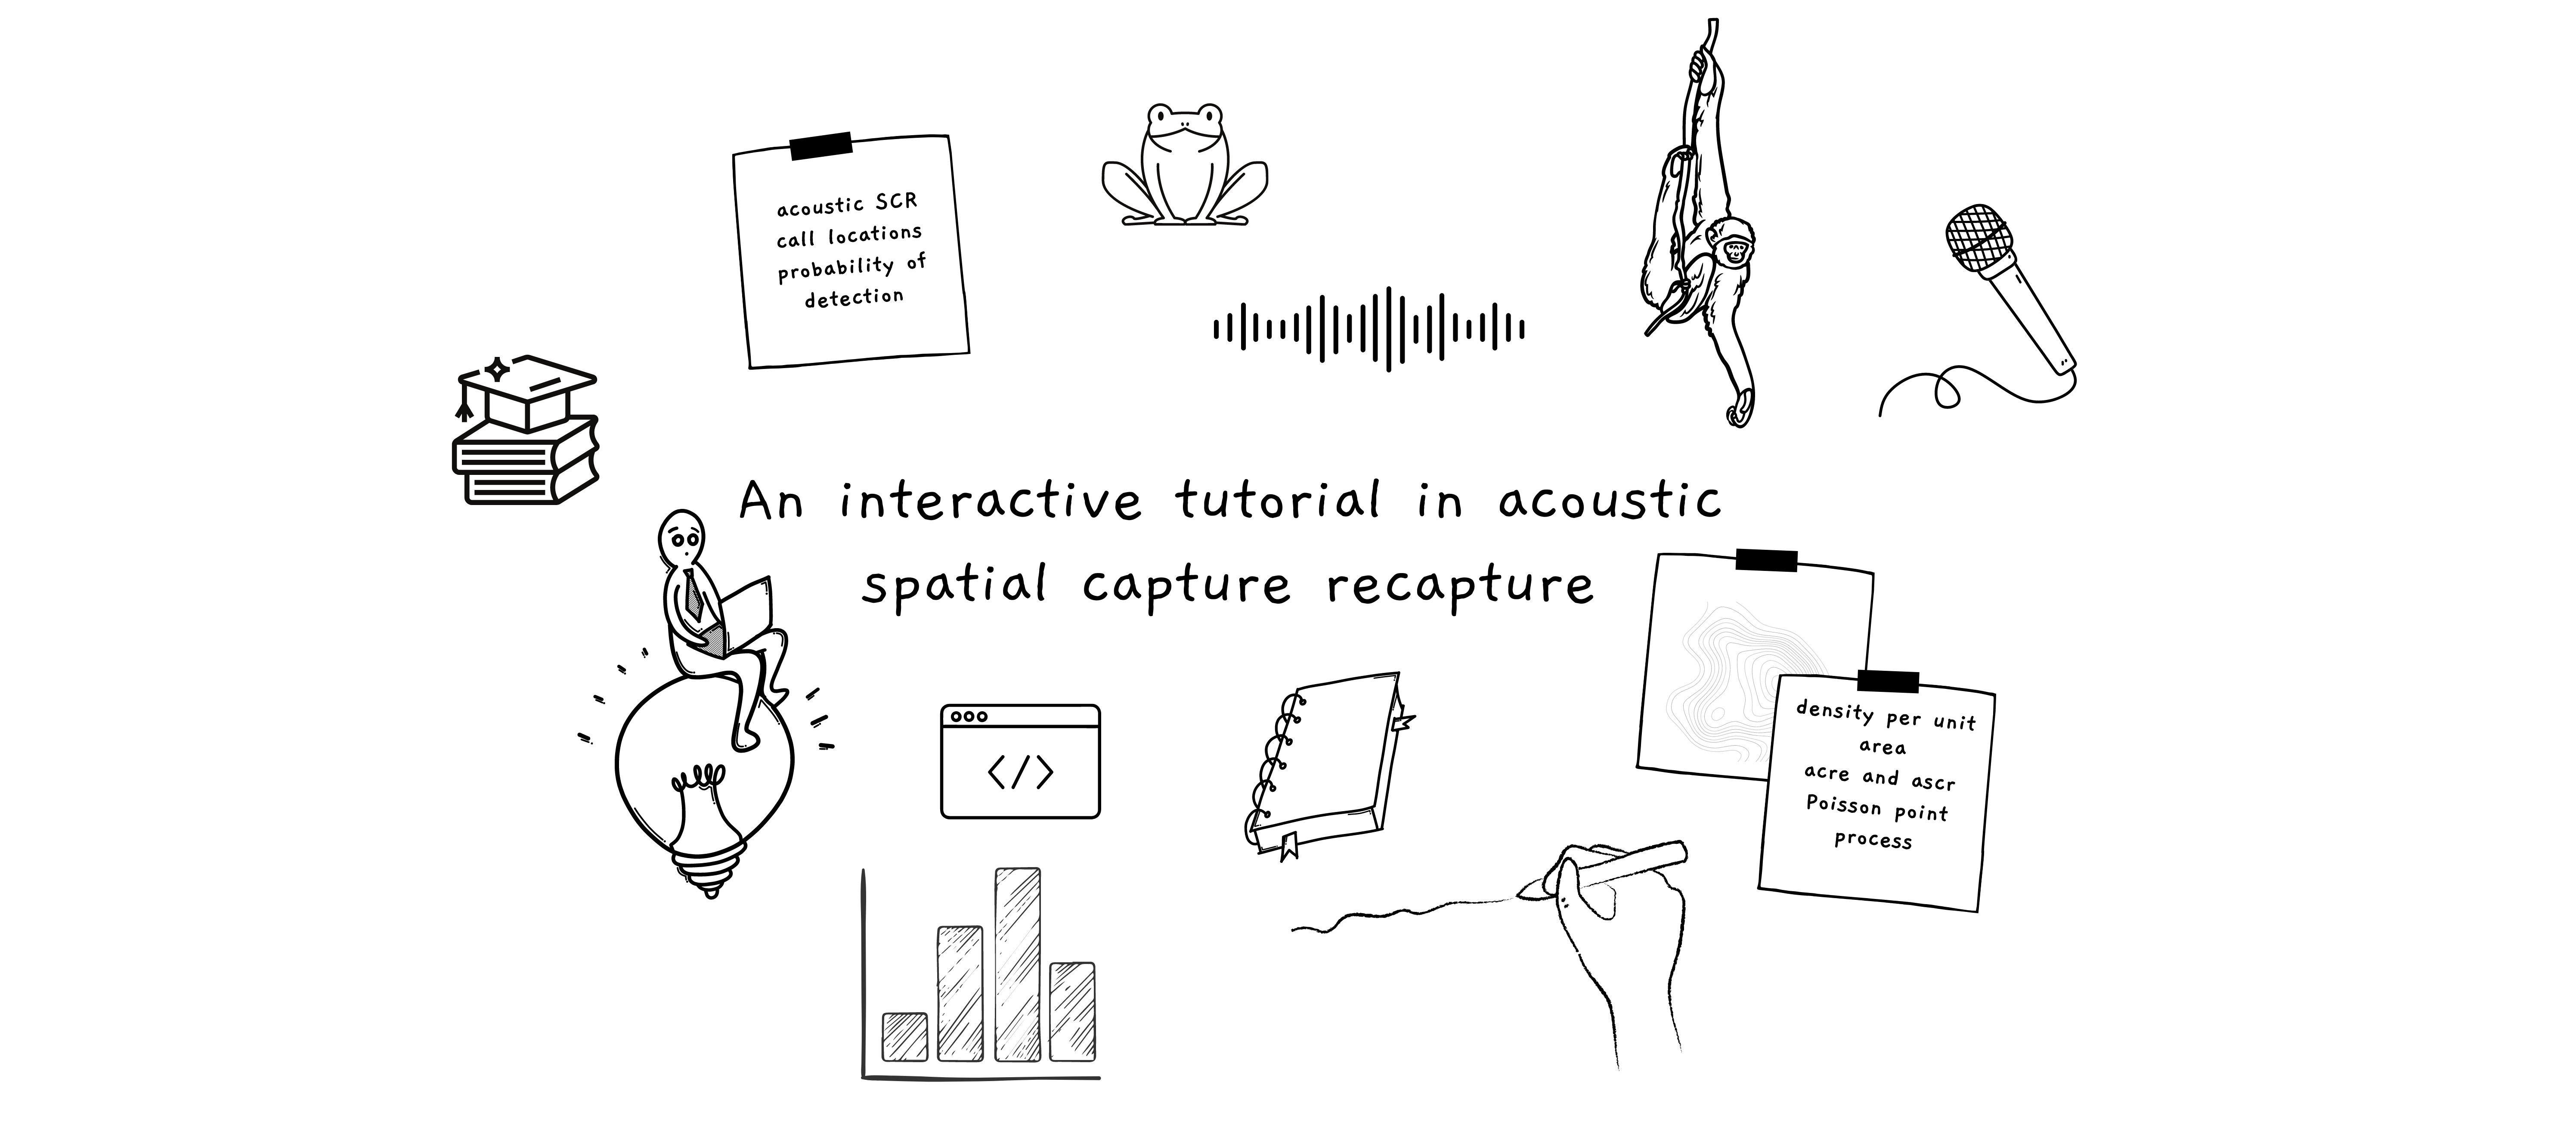 acoustic SCR
call locations
probability of
detection
An interactive tutorial in acoustic
spatial capture recapture
</>
density per unit
area
acre and ascr
Poisson point
process